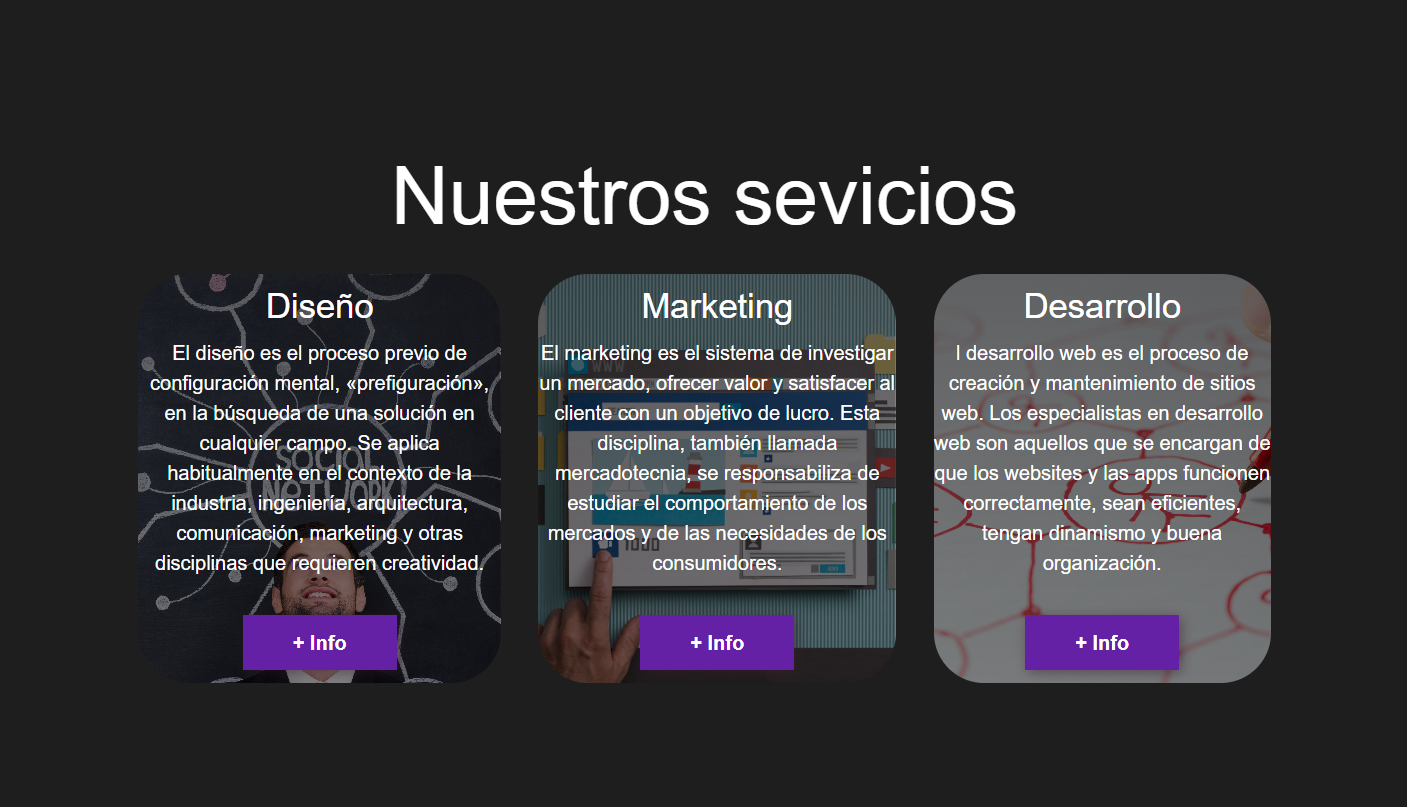 Nuestros sevicios
Diseño
El diseño es el proceso previo de
configuración mental, «prefiguración»,
en la búsqueda de una solución en
cualquier campo. Se aplica
habitualmente en el contexto de la
industria, ingeniería, arquitectura,
comunicación, marketing y otras
disciplinas que requieren creatividad.
SOCIAL
NETWORK
+ Info
Marketing
El marketing es el sistema de investigar
un mercado, ofrecer valor y satisfacer al
cliente con un objetivo de lucro. Esta
disciplina, también llamada
mercadotecnia, se responsabiliza de
estudiar el comportamiento de los
mercados y de las necesidades de los
consumidores.
WWW
+ Info
Desarrollo
l desarrollo web es el proceso de
creación y mantenimiento de sitios
web. Los especialistas en desarrollo
web son aquellos que se encargan de
que los websites y las apps funcionen
correctamente, sean eficientes,
tengan dinamismo y buena
organización.
+ Info